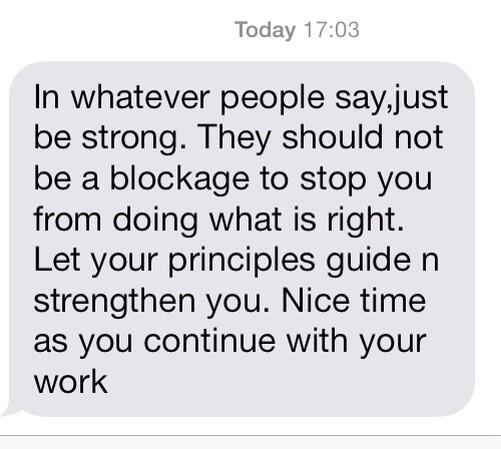 Today 17:03
In whatever people say,just
be strong. They should not
be a blockage to stop you
from doing what is right.
Let your principles guide n
strengthen you. Nice time
as you continue with your
work